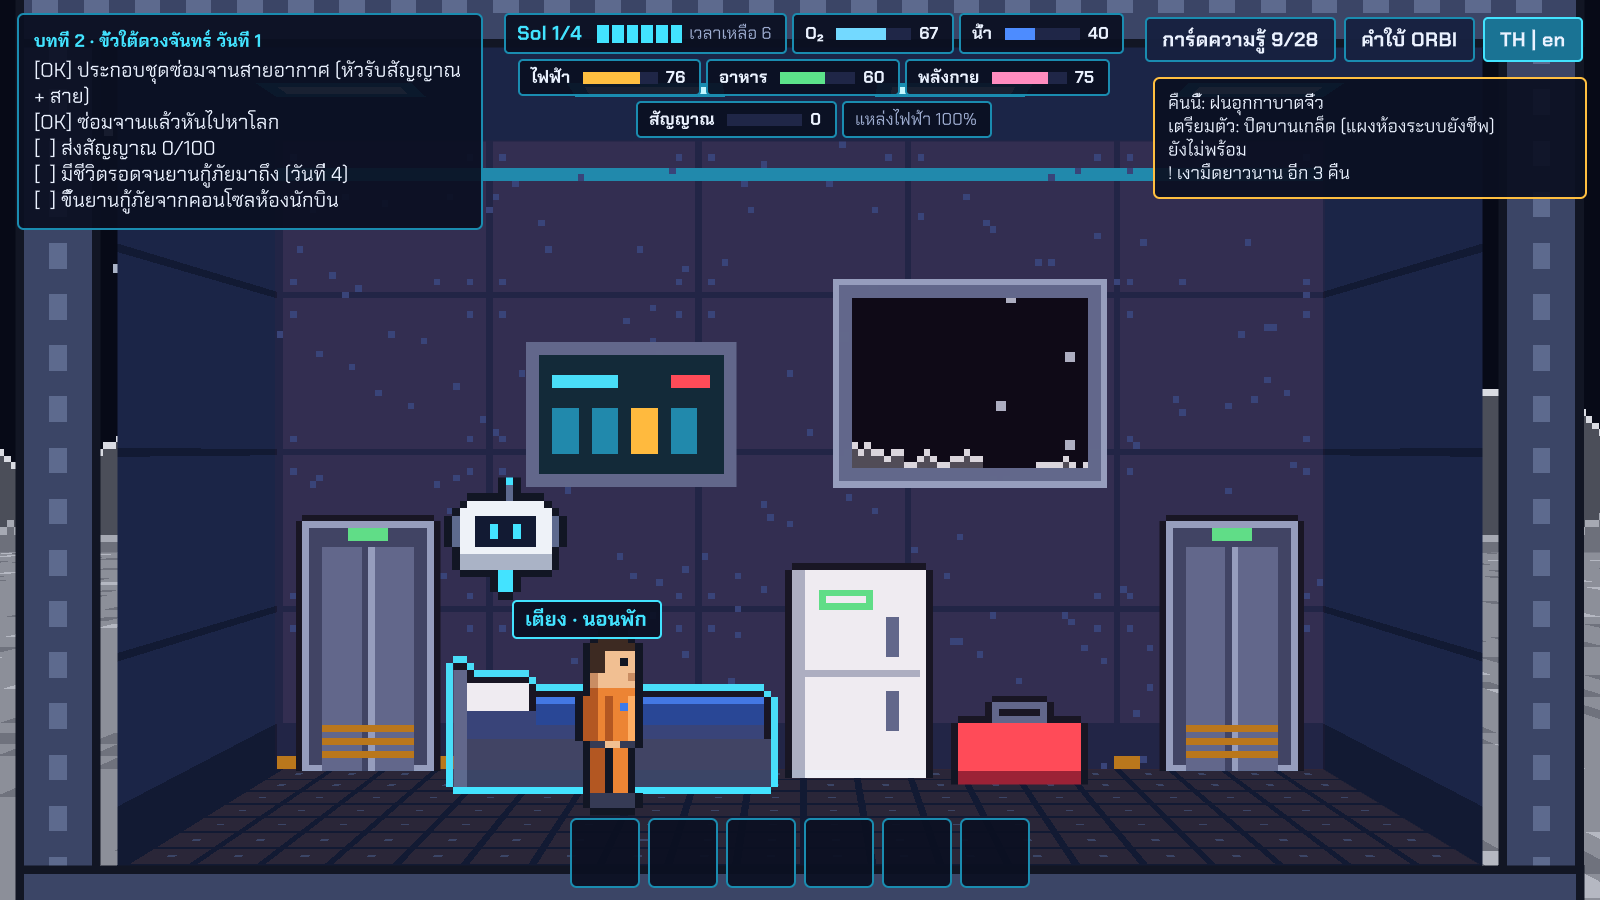 บทที่ 2 · ขั้วใต้ดวงจันทร์ วันที่ 1
[OK] ประกอบชุดซ่อมจานสายอากาศ (หัวรับสัญญาณ
+ สาย)
[OK] ซ่อมจานแล้วหันไปหาโลก
[ ] ส่งสัญญาณ 0/100
[ ] มีชีวิตรอดจนยานกู้ภัยมาถึง (วันที่ 4)
[ ] ขึ้นยานกู้ภัยจากคอนโซลห้องนักบิน
Sol 1/4 เวลาเหลือ 6
O₂ 67
น้ำ 40
ไฟฟ้า 76
อาหาร 60
พลังกาย 75
สัญญาณ 0
แหล่งไฟฟ้า 100%
การ์ดความรู้ 9/28
คำใบ้ ORBI
TH | en
คืนนี้: ฝนอุกกาบาตจิ๋ว
เตรียมตัว: ปิดบานเกล็ด (แผงห้องระบบยังชีพ)
ยังไม่พร้อม
! เงามืดยาวนาน อีก 3 คืน
เตียง · นอนพัก